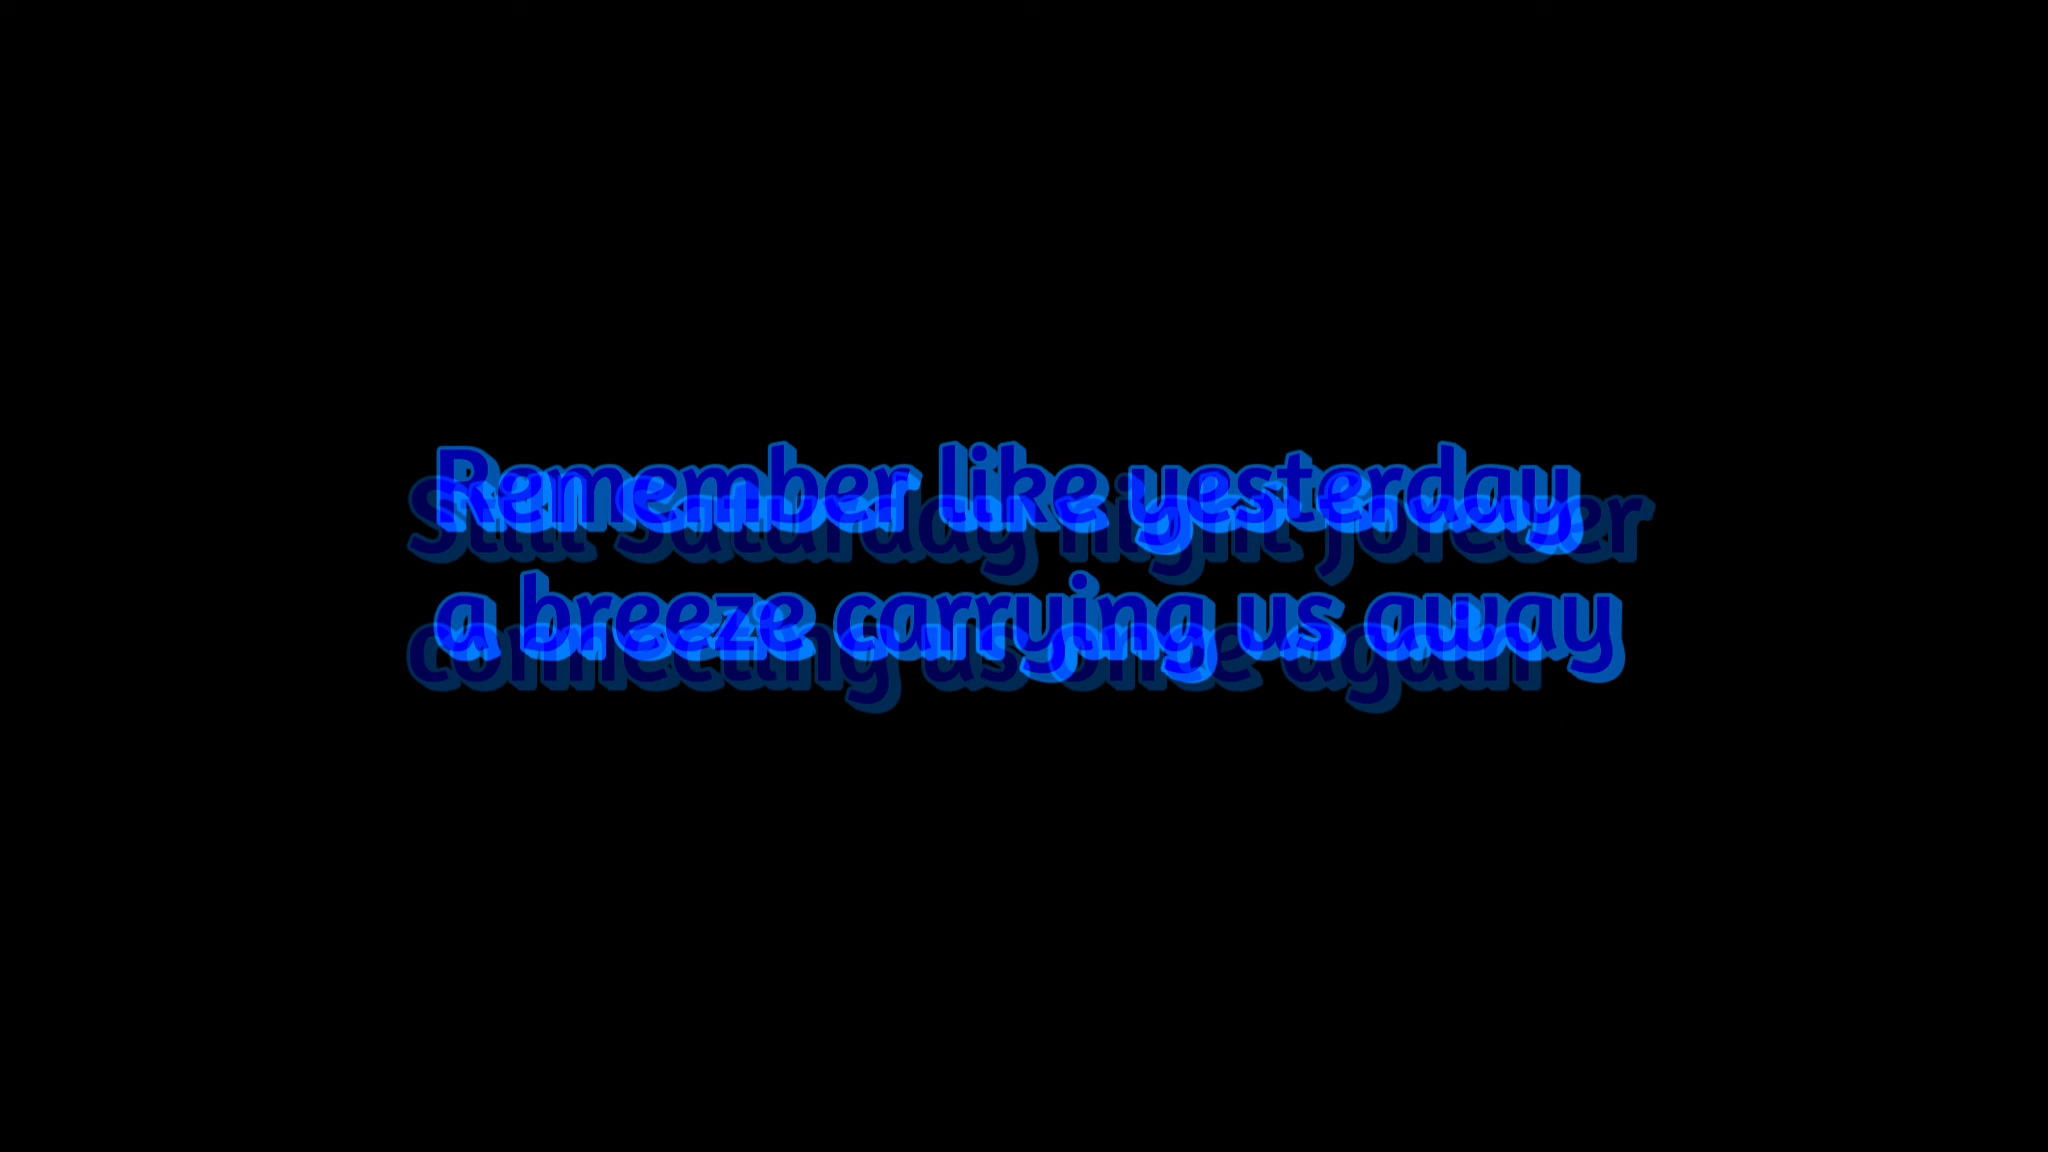 Remember like yesterday
a breeze carrying us away
Still Saturday night forever
connecting us once again